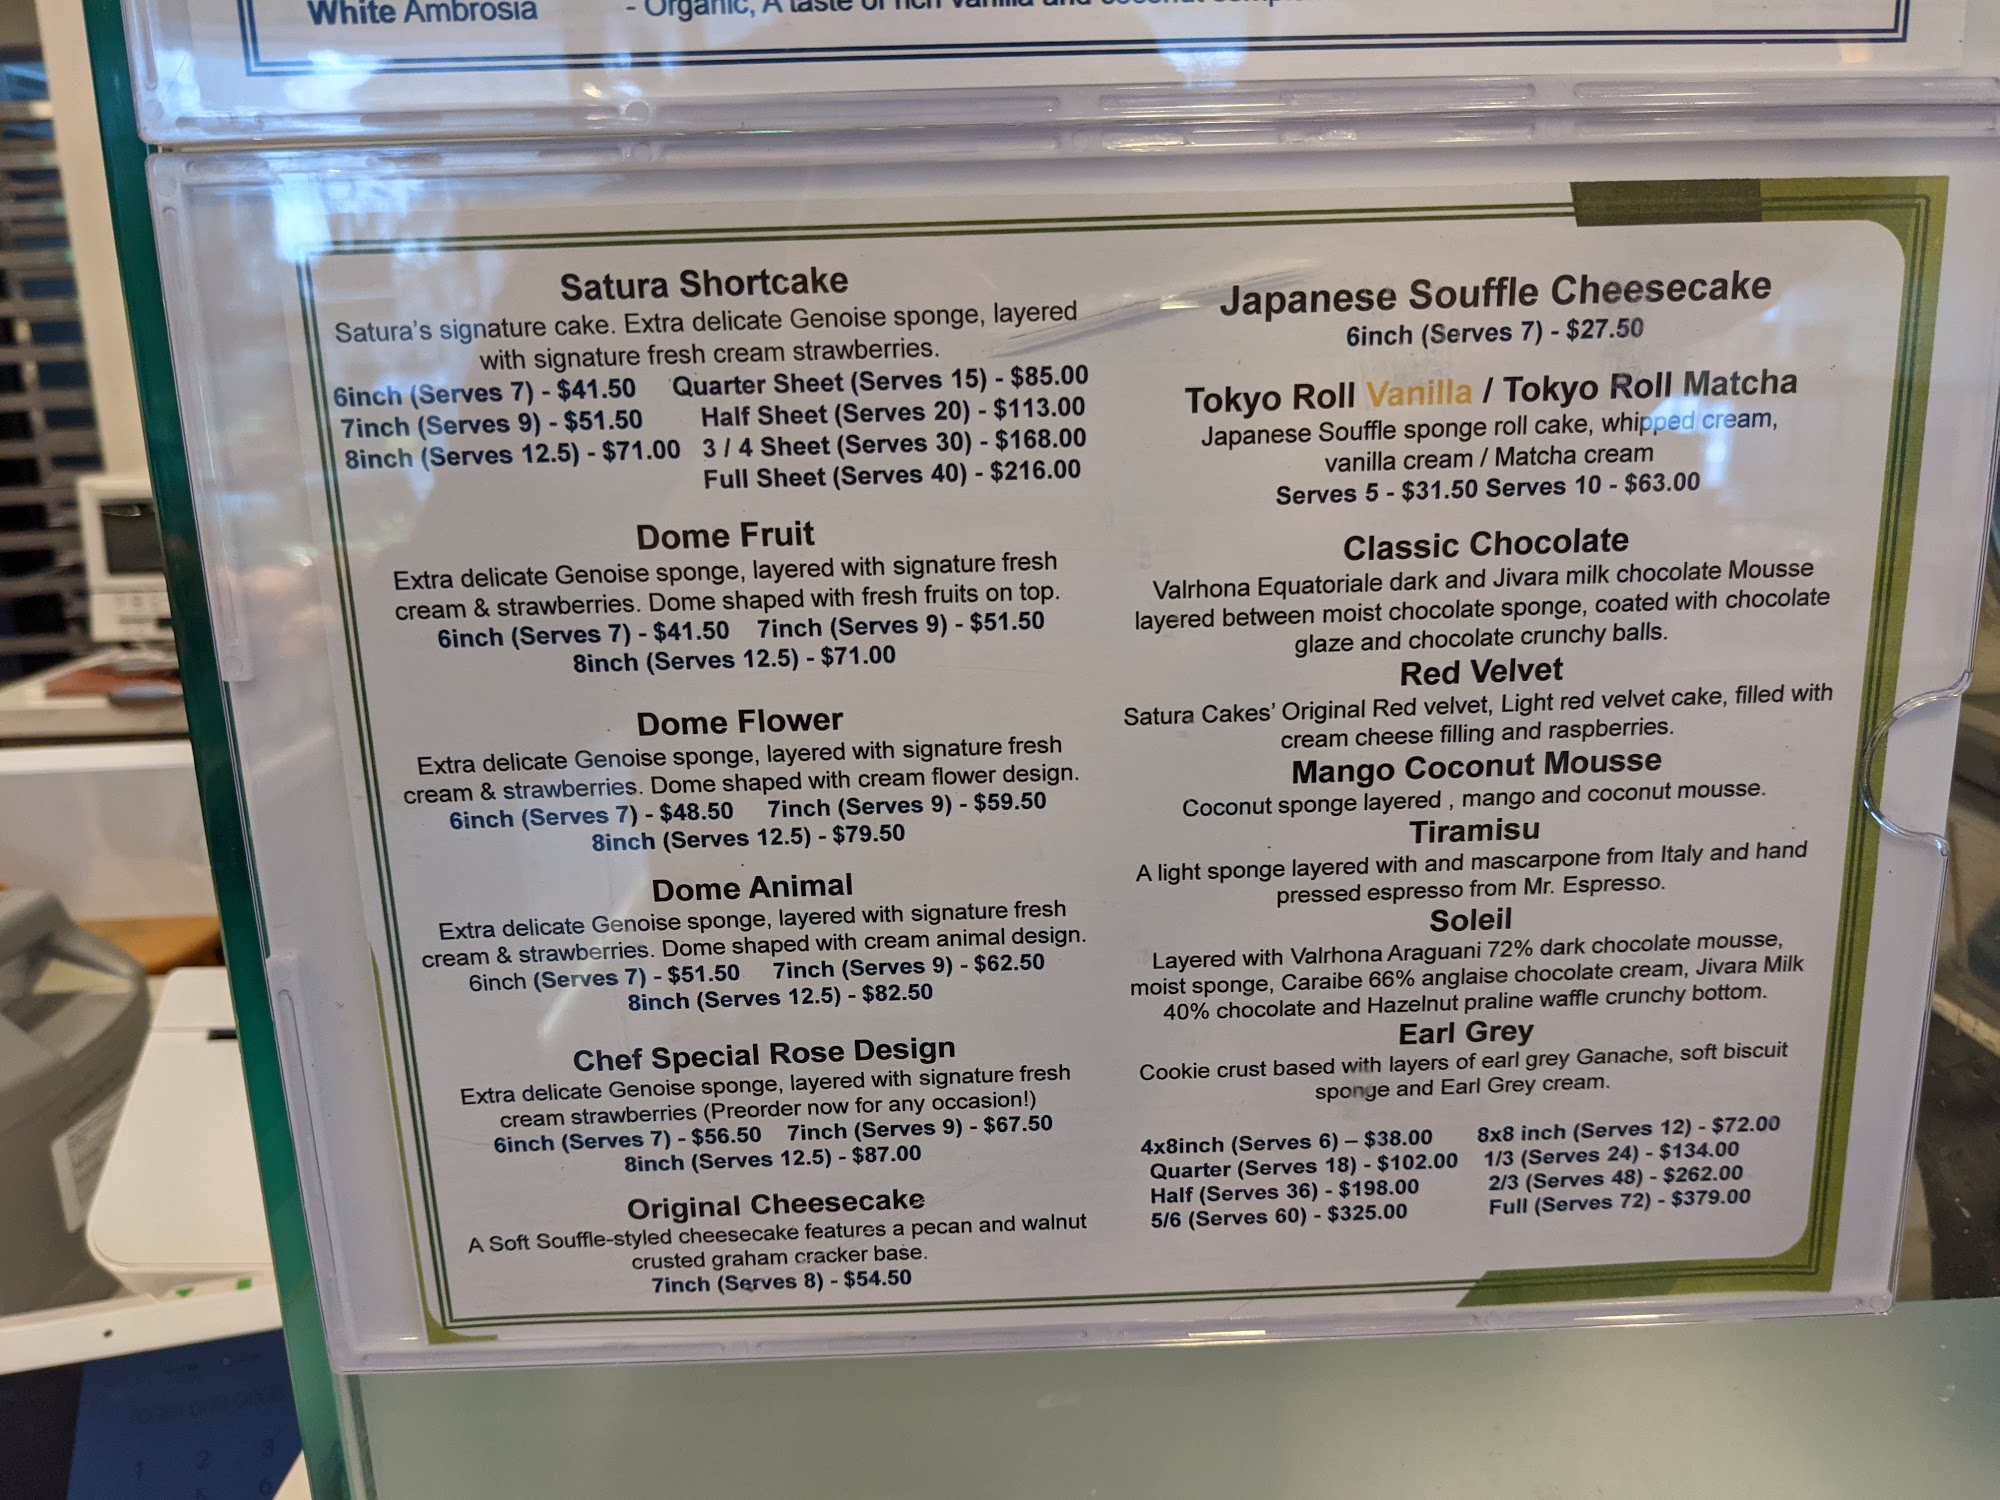 White Ambrosia - Organic, A taste of rich vanilla and coconut
Satura Shortcake
Satura's signature cake. Extra delicate Genoise sponge, layered
with signature fresh cream strawberries.
6inch (Serves 7) - $41.50 Quarter Sheet (Serves 15) - $85.00
7inch (Serves 9) - $51.50 Half Sheet (Serves 20) - $113.00
8inch (Serves 12.5) - $71.00 3 / 4 Sheet (Serves 30) - $168.00
Full Sheet (Serves 40) - $216.00
Dome Fruit
Extra delicate Genoise sponge, layered with signature fresh
cream & strawberries. Dome shaped with fresh fruits on top.
6inch (Serves 7) - $41.50 7inch (Serves 9) - $51.50
8inch (Serves 12.5) - $71.00
Dome Flower
Extra delicate Genoise sponge, layered with signature fresh
cream & strawberries. Dome shaped with cream flower design.
6inch (Serves 7) - $48.50 7inch (Serves 9) - $59.50
8inch (Serves 12.5) - $79.50
Dome Animal
Extra delicate Genoise sponge, layered with signature fresh
cream & strawberries. Dome shaped with cream animal design.
6inch (Serves 7) - $51.50 7inch (Serves 9) - $62.50
8inch (Serves 12.5) - $82.50
Chef Special Rose Design
Extra delicate Genoise sponge, layered with signature fresh
cream strawberries (Preorder now for any occasion!)
6inch (Serves 7) - $56.50 7inch (Serves 9) - $67.50
8inch (Serves 12.5) - $87.00
Original Cheesecake
A Soft Souffle-styled cheesecake features a pecan and walnut
crusted graham cracker base.
7inch (Serves 8) - $54.50
Japanese Souffle Cheesecake
6inch (Serves 7) - $27.50
Tokyo Roll Vanilla / Tokyo Roll Matcha
Japanese Souffle sponge roll cake, whipped cream,
vanilla cream / Matcha cream
Serves 5 - $31.50 Serves 10 - $63.00
Classic Chocolate
Valrhona Equatoriale dark and Jivara milk chocolate Mousse
layered between moist chocolate sponge, coated with chocolate
glaze and chocolate crunchy balls.
Red Velvet
Satura Cakes' Original Red velvet, Light red velvet cake, filled with
cream cheese filling and raspberries.
Mango Coconut Mousse
Coconut sponge layered , mango and coconut mousse.
Tiramisu
A light sponge layered with and mascarpone from Italy and hand
pressed espresso from Mr. Espresso.
Soleil
Layered with Valrhona Araguani 72% dark chocolate mousse,
moist sponge, Caraibe 66% anglaise chocolate cream, Jivara Milk
40% chocolate and Hazelnut praline waffle crunchy bottom.
Earl Grey
Cookie crust based with layers of earl grey Ganache, soft biscuit
sponge and Earl Grey cream.
4x8inch (Serves 6) – $38.00 8x8 inch (Serves 12) - $72.00
Quarter (Serves 18) - $102.00 1/3 (Serves 24) - $134.00
Half (Serves 36) - $198.00 2/3 (Serves 48) - $262.00
5/6 (Serves 60) - $325.00 Full (Serves 72) - $379.00
1 2 3